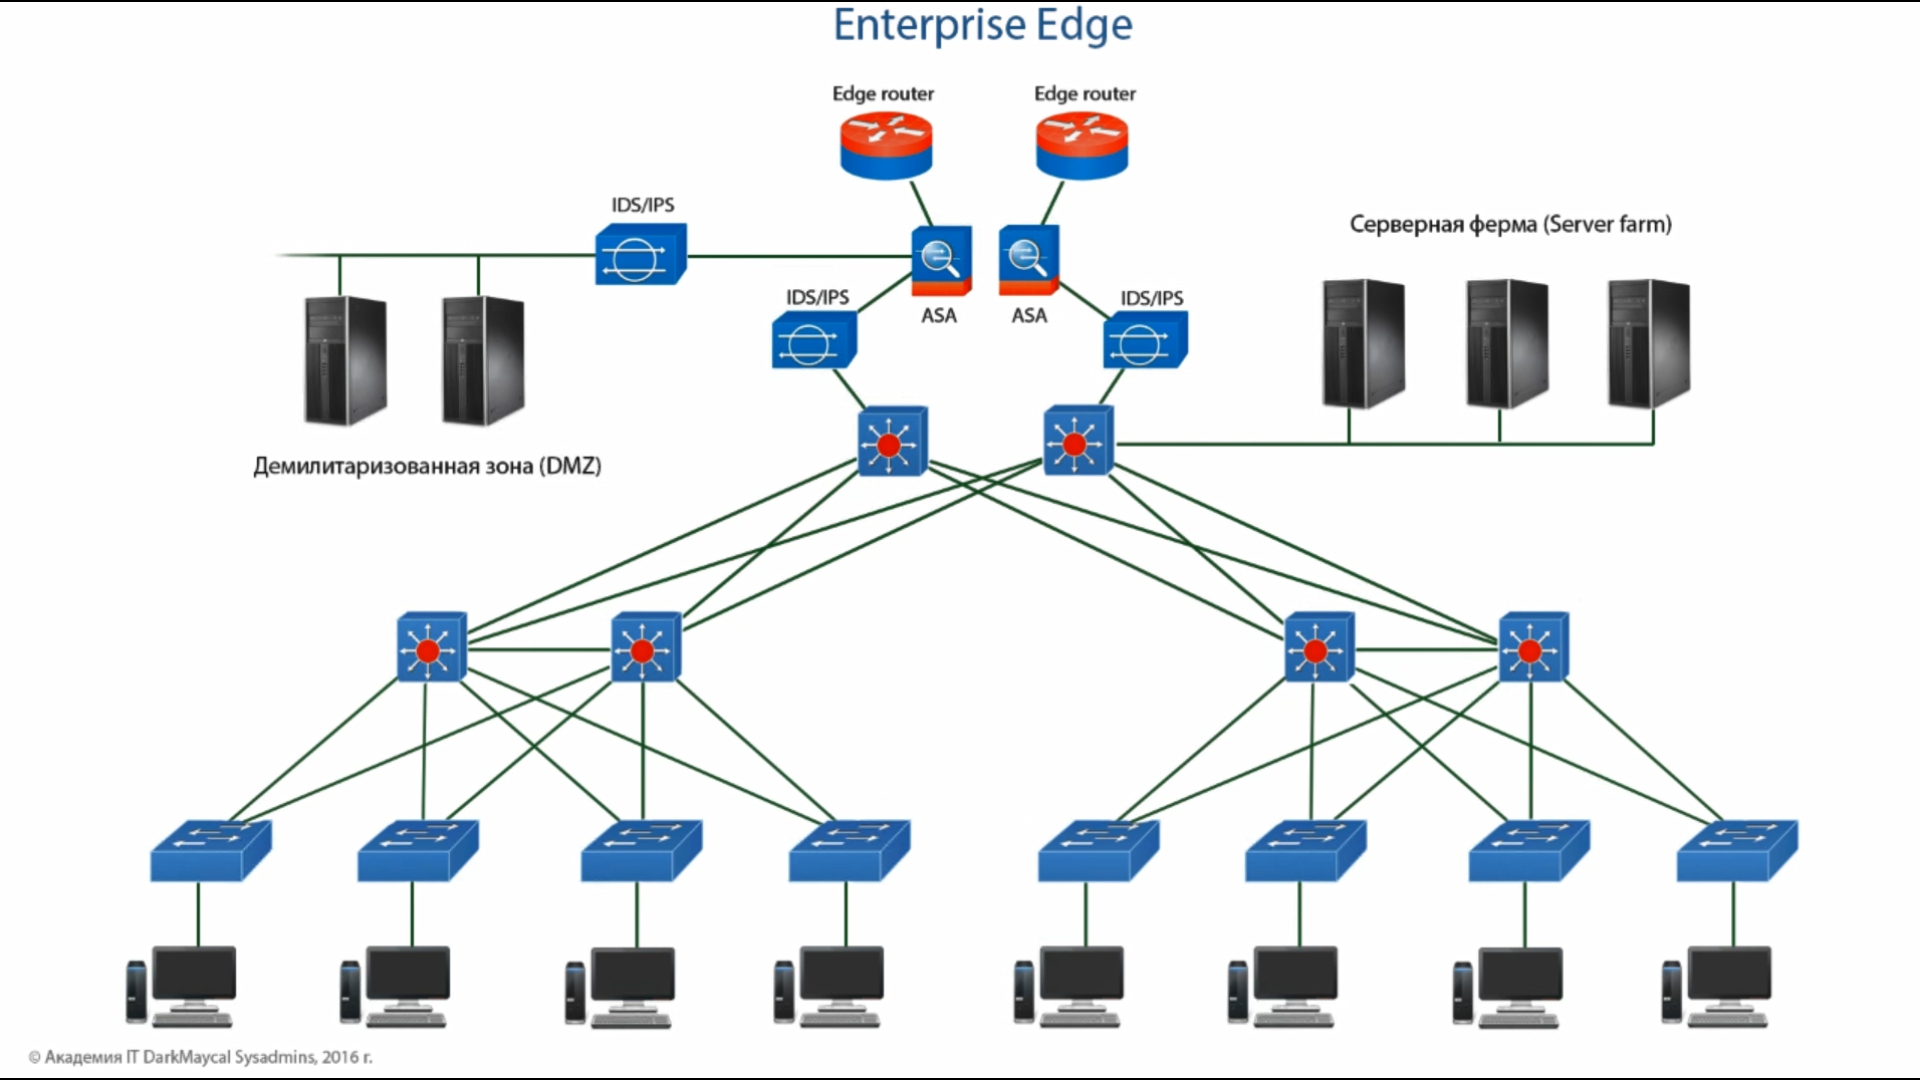 Enterprise Edge
Edge router
Edge router
IDS/IPS
Серверная ферма (Server farm)
IDS/IPS
ASA
ASA
IDS/IPS
Демилитаризованная зона (DMZ)
© Академия IT DarkMaycal Sysadmins, 2016 г.